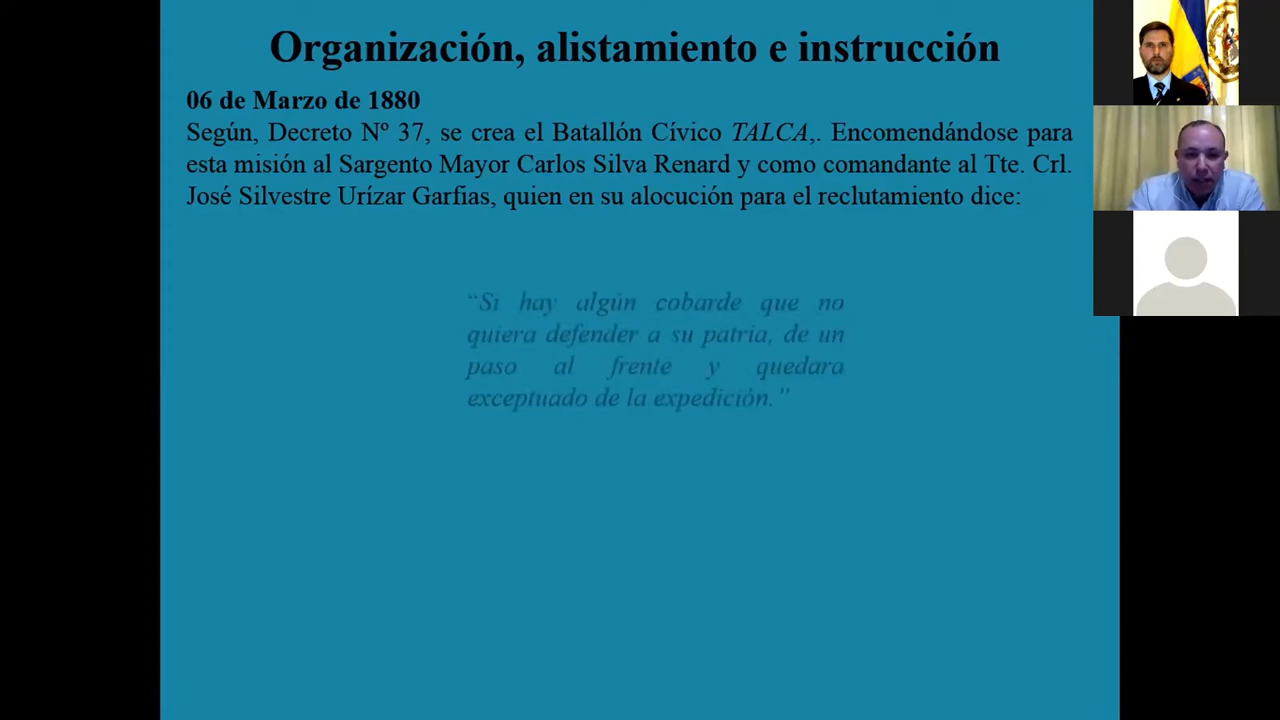 Organización, alistamiento e instrucción
06 de Marzo de 1880
Según, Decreto Nº 37, se crea el Batallón Cívico TALCA,. Encomendándose para
esta misión al Sargento Mayor Carlos Silva Renard y como comandante al Tte. Crl.
José Silvestre Urízar Garfias, quien en su alocución para el reclutamiento dice:
“Si hay algún cobarde que no
quiera defender a su patria, de un
paso al frente y quedara
exceptuado de la expedición.”